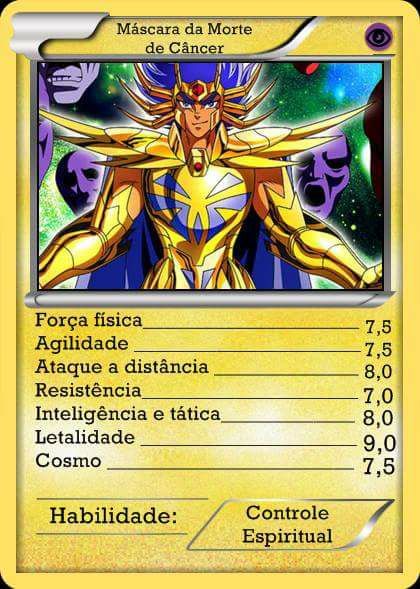 Máscara da Morte
de Câncer
Força física 7,5
Agilidade 7,5
Ataque a distância 8,0
Resistência 7,0
Inteligência e tática 8,0
Letalidade 9,0
Cosmo 7,5
Habilidade: Controle
Espiritual